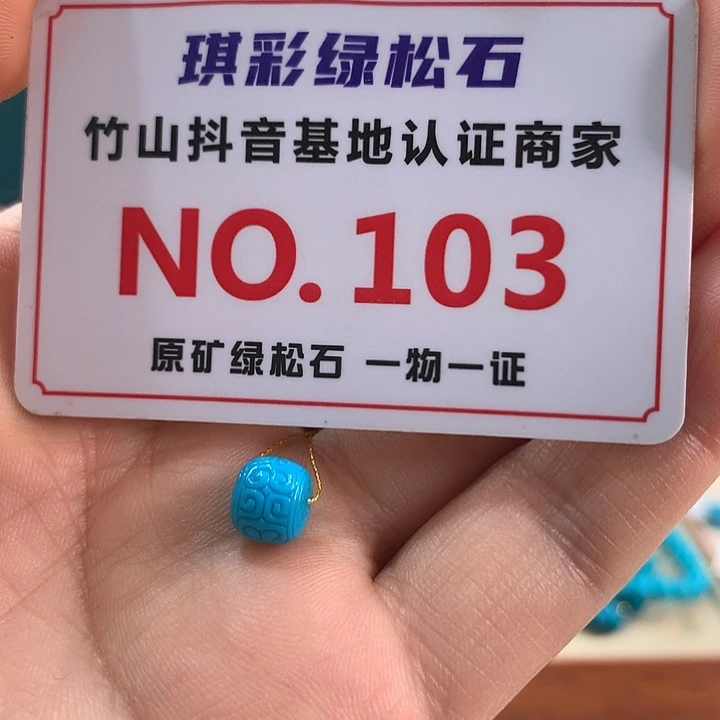 琪彩绿松石
竹山抖音基地认证商家
NO.103
原矿绿松石 一物一证